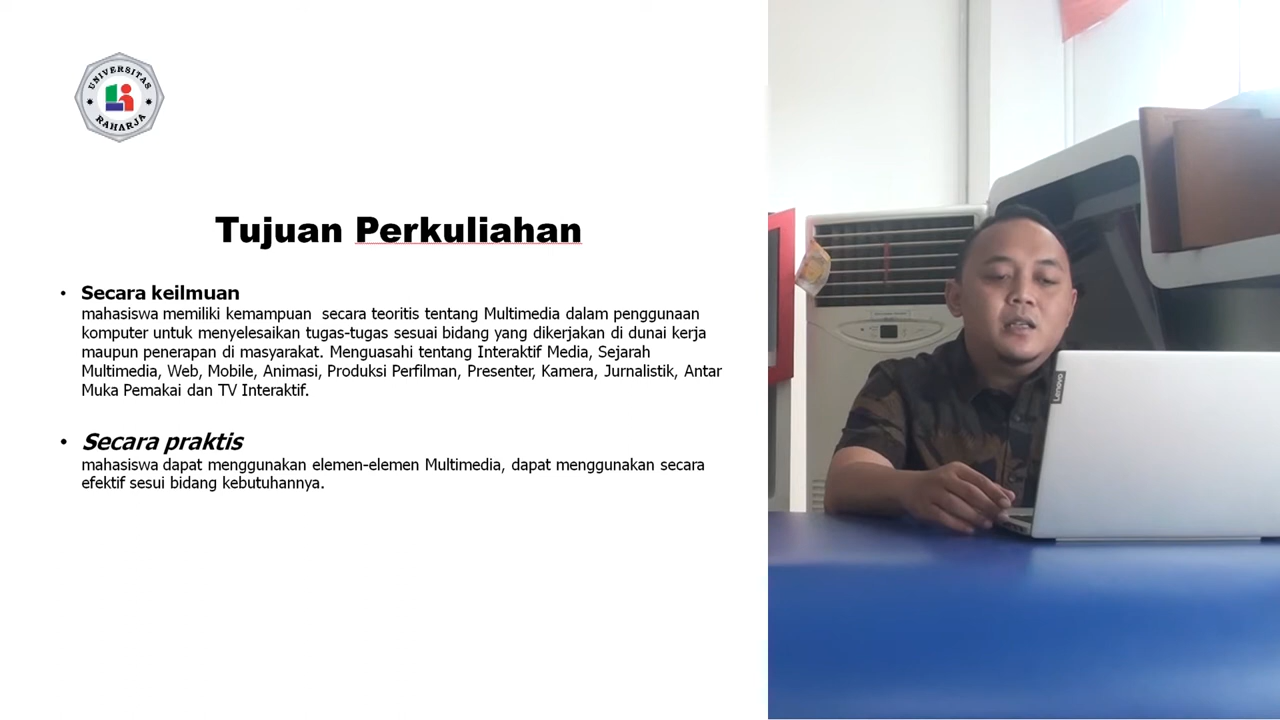 UNIVERSITAS
RAHARJA
Tujuan Perkuliahan
• Secara keilmuan
mahasiswa memiliki kemampuan  secara teoritis tentang Multimedia dalam penggunaan
komputer untuk menyelesaikan tugas-tugas sesuai bidang yang dikerjakan di dunai kerja
maupun penerapan di masyarakat. Menguasahi tentang Interaktif Media, Sejarah
Multimedia, Web, Mobile, Animasi, Produksi Perfilman, Presenter, Kamera, Jurnalistik, Antar
Muka Pemakai dan TV Interaktif.
• Secara praktis
mahasiswa dapat menggunakan elemen-elemen Multimedia, dapat menggunakan secara
efektif sesui bidang kebutuhannya.
Lenovo